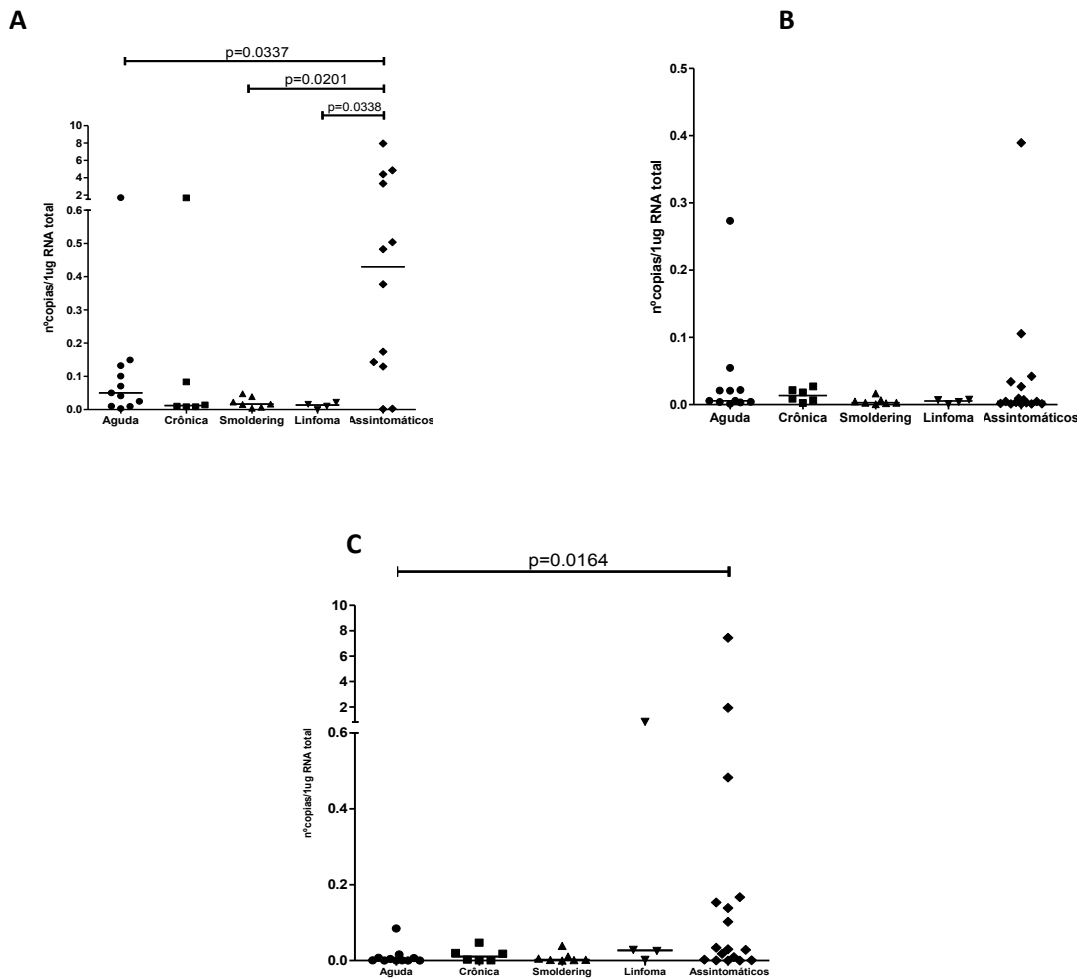 A
p=0.0337
p=0.0201
p=0.0338
nºcopias/1ug RNA total
10
8
6
4
2
0.6
0.5
0.4
0.3
0.2
0.1
0.0
Aguda Crônica Smoldering Linfoma Assintomáticos
B
nºcopias/1ug RNA total
0.5
0.4
0.3
0.2
0.1
0.0
Aguda Crônica Smoldering Linfoma Assintomáticos
C
p=0.0164
nºcopias/1ug RNA total
10
8
6
4
2
0.6
0.4
0.2
0.0
Aguda Crônica Smoldering Linfoma Assintomáticos